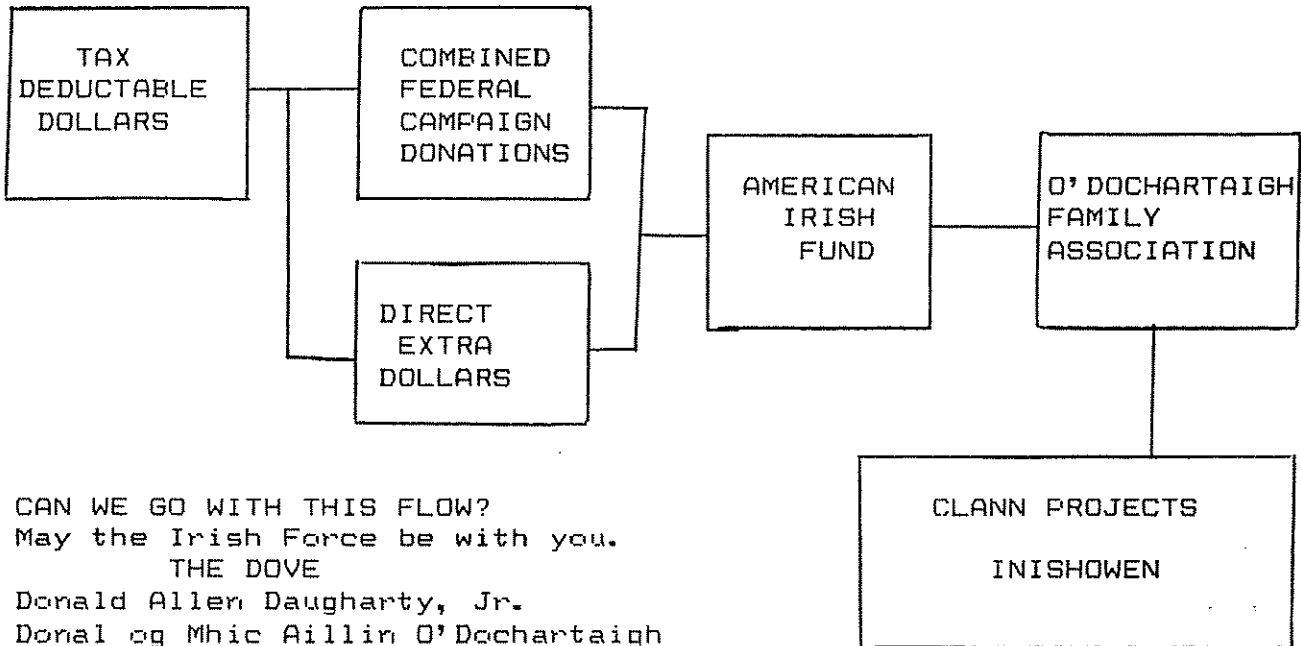 TAX
DEDUCTABLE
DOLLARS
COMBINED
FEDERAL
CAMPAIGN
DONATIONS
DIRECT
EXTRA
DOLLARS
AMERICAN
IRISH
FUND
O'DOCHARTAIGH
FAMILY
ASSOCIATION
CLANN PROJECTS
INISHOWEN
CAN WE GO WITH THIS FLOW?
May the Irish Force be with you.
THE DOVE
Donald Allen Daugharty, Jr.
Donal og Mhic Aillin O'Dochartaigh